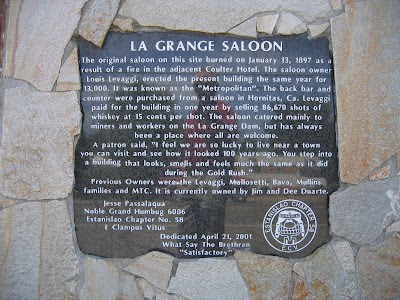 LA GRANGE SALOON
The original saloon on this site burned on January 13, 1897 as a
result of a fire in the adjacent Coulter Hotel. The saloon owner
Louis Levaggi, erected the present building the same year for
13,000. It was known as the "Metropolitan". The back bar and
counter were purchased from a saloon in Hornitas, Ca. Levaggi
paid for the building in one year by selling 86,670 shots of
whiskey at 15 cents per shot. The saloon catered mainly to
miners and workers on the La Grange Dam, but has always
been a place where all are welcome.
A patron said, "I feel we are so lucky to live near a town
you can visit and see how it looked 100 years ago. You step into
a building that looks, smells and feels much the same as it did
during the Gold Rush."
Previous Owners were the Levaggi, Mullosetti, Bava, Mullins
families and MTC. It is currently owned by Jim and Dee Duarte.
Jesse Passalaqua
Noble Grand Humbug 6006
Estanislao Chapter No. 58
E Clampus Vitus
Dedicated April 21, 2001
What Say The Brethren
"Satisfactory"
ESTANISLAO CHAPTER 58
E.C.V.